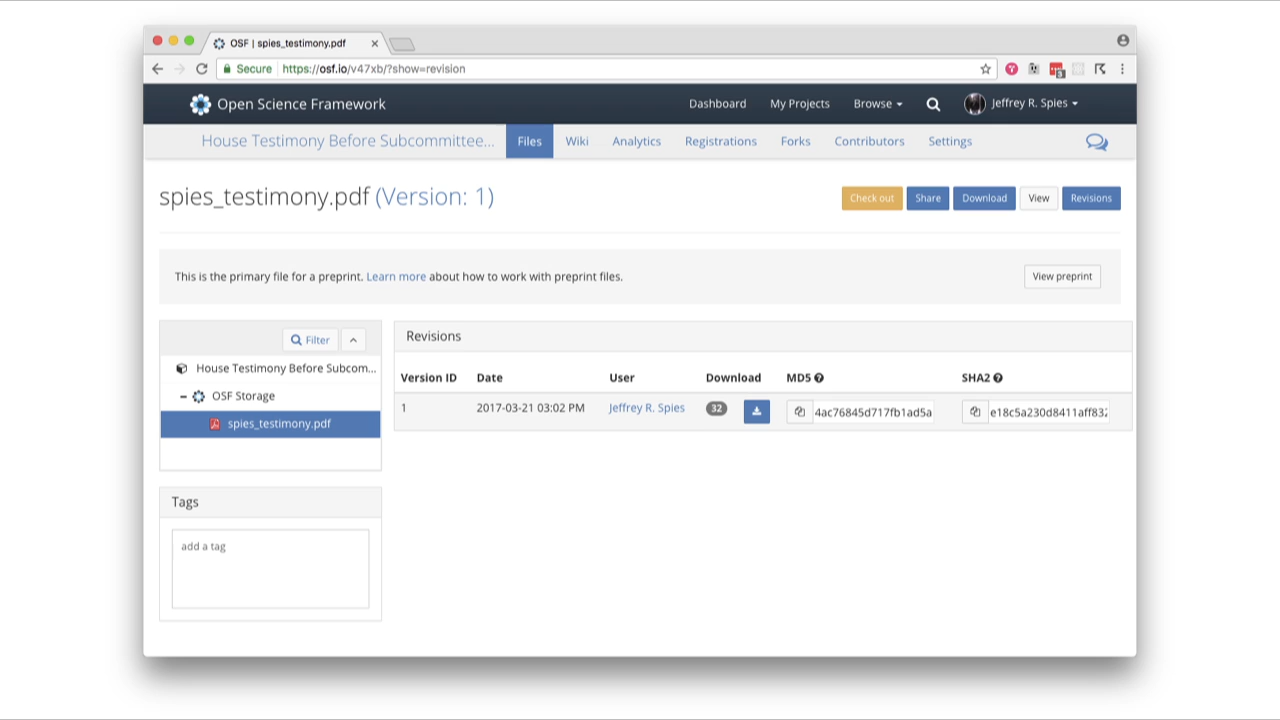 OSF | spies_testimony.pdf
Secure https://osf.io/v47xb/?show=revision
3
Open Science Framework Dashboard My Projects Browse Jeffrey R. Spies
House Testimony Before Subcommittee... Files Wiki Analytics Registrations Forks Contributors Settings
spies_testimony.pdf (Version: 1) Check out Share Download View Revisions
This is the primary file for a preprint. Learn more about how to work with preprint files. View preprint
Filter
House Testimony Before Subcom...
OSF Storage
spies_testimony.pdf
Revisions
Version ID Date User Download MD5 SHA2
1 2017-03-21 03:02 PM Jeffrey R. Spies 32 4ac76845d717fb1ad5a e18c5a230d8411aff832
Tags
add a tag